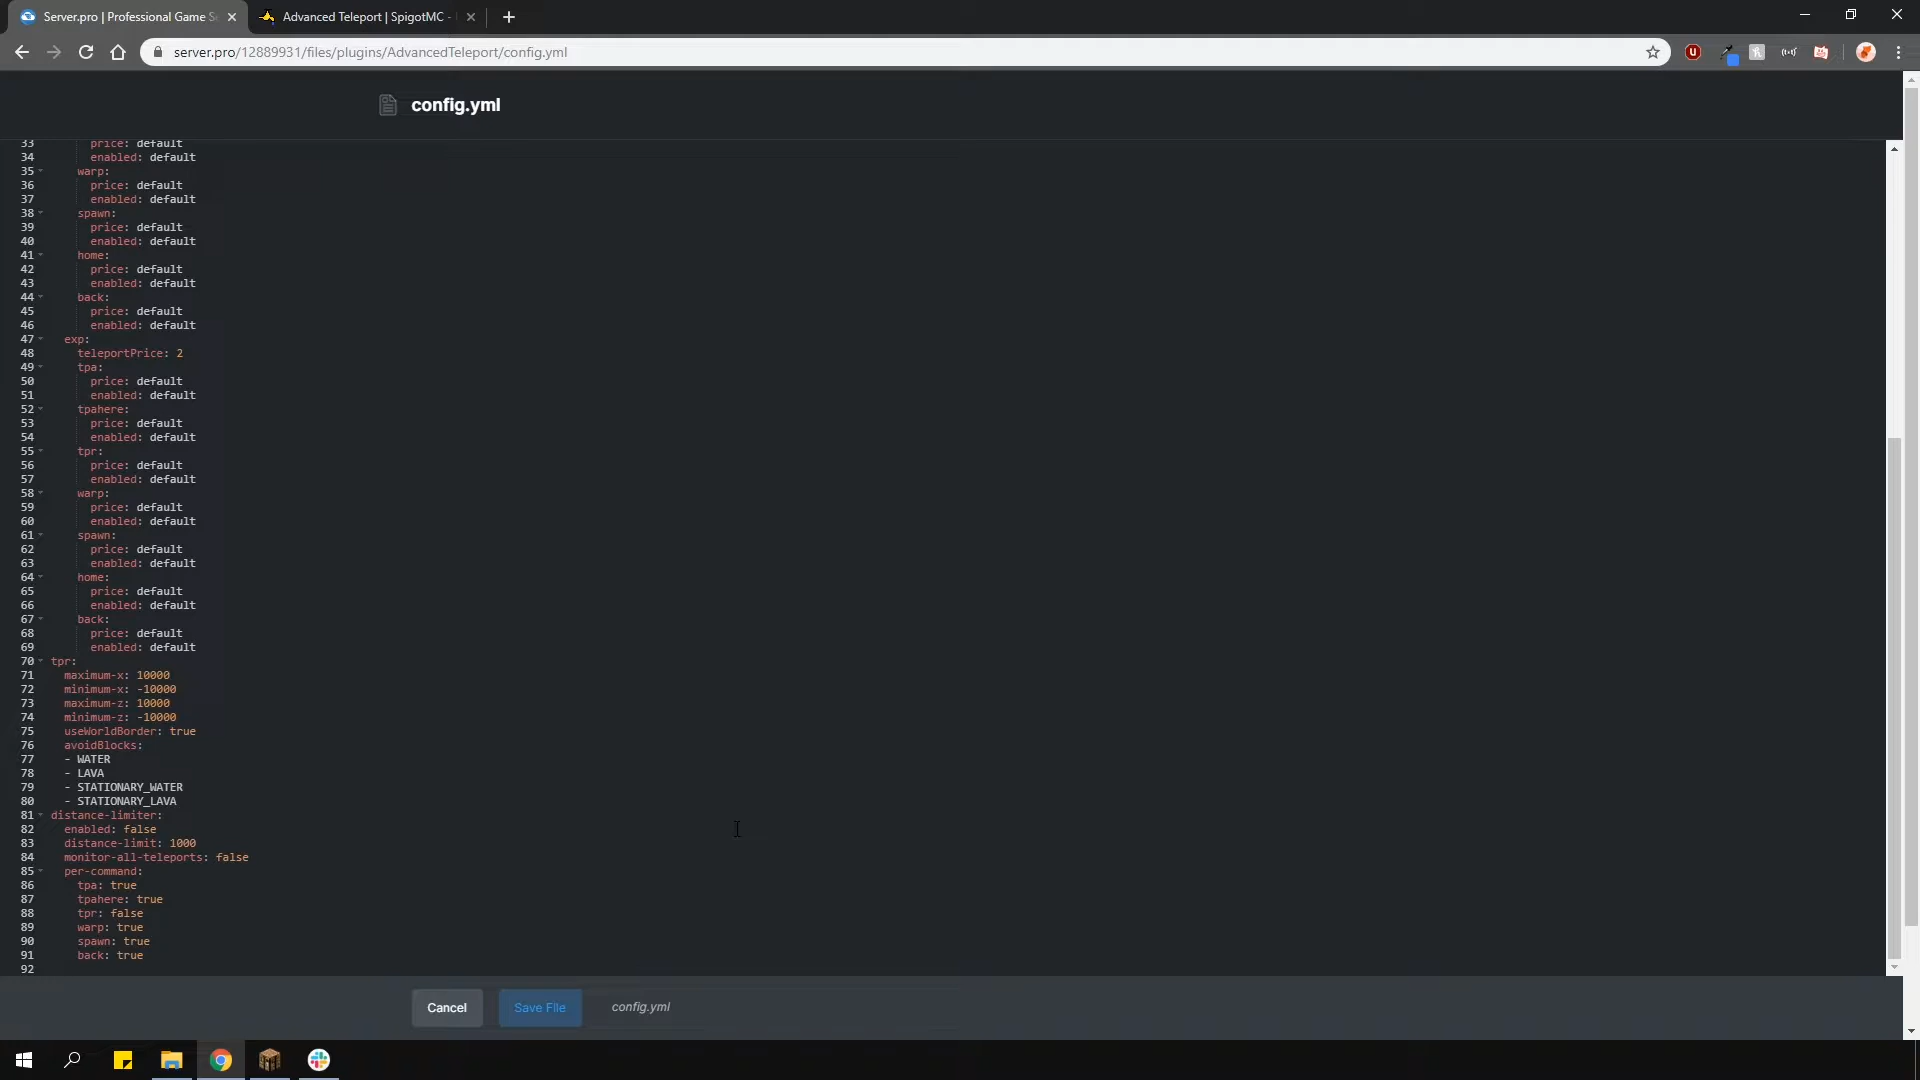 Server.pro | Professional Game S
Advanced Teleport | SpigotMC -
server.pro/12889931/files/plugins/AdvancedTeleport/config.yml
config.yml
33 price: default
34 enabled: default
35 warp:
36 price: default
37 enabled: default
38 spawn:
39 price: default
40 enabled: default
41 home:
42 price: default
43 enabled: default
44 back:
45 price: default
46 enabled: default
47 exp:
48 teleportPrice: 2
49 tpa:
50 price: default
51 enabled: default
52 tpahere:
53 price: default
54 enabled: default
55 tpr:
56 price: default
57 enabled: default
58 warp:
59 price: default
60 enabled: default
61 spawn:
62 price: default
63 enabled: default
64 home:
65 price: default
66 enabled: default
67 back:
68 price: default
69 enabled: default
70 tpr:
71 maximum-x: 10000
72 minimum-x: -10000
73 maximum-z: 10000
74 minimum-z: -10000
75 useWorldBorder: true
76 avoidBlocks:
77 - WATER
78 - LAVA
79 - STATIONARY_WATER
80 - STATIONARY_LAVA
81 distance-limiter:
82 enabled: false
83 distance-limit: 1000
84 monitor-all-teleports: false
85 per-command:
86 tpa: true
87 tpahere: true
88 tpr: false
89 warp: true
90 spawn: true
91 back: true
92
Cancel
Save File
config.yml